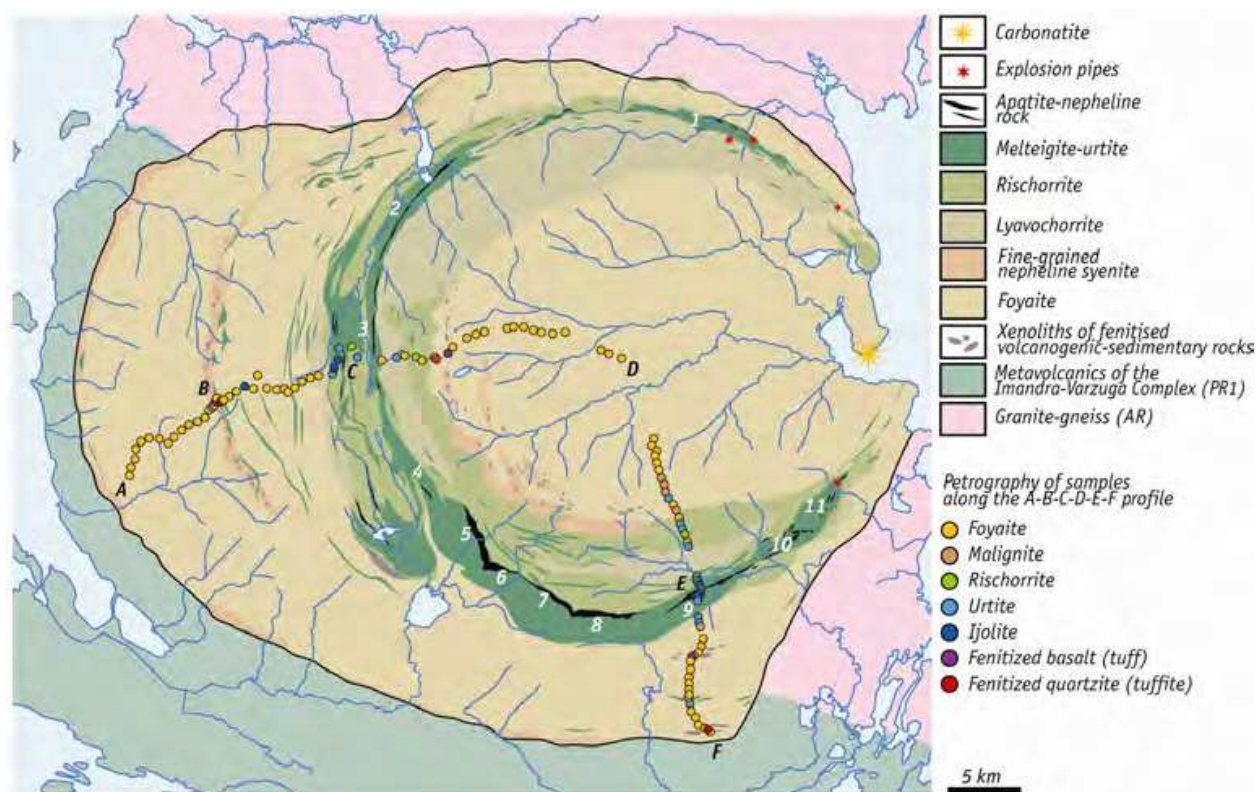 Carbonatite
Explosion pipes
Apatite-nepheline
rock
Melteigite-urtite
Rischorrite
Lyavochorrite
Fine-grained
nepheline syenite
Foyaite
Xenoliths of fenitised
volcanogenic-sedimentary rocks
Metavolcanics of the
Imandra-Varzuga Complex (PR1)
Granite-gneiss (AR)
Petrography of samples
along the A-B-C-D-E-F profile
Foyaite
Malignite
Rischorrite
Urtite
Ijolite
Fenitized basalt (tuff)
Fenitized quartzite (tuffite)
5 km
1
2
3
C
D
B
A
4
5
6
7
8
E
9
10
11
F